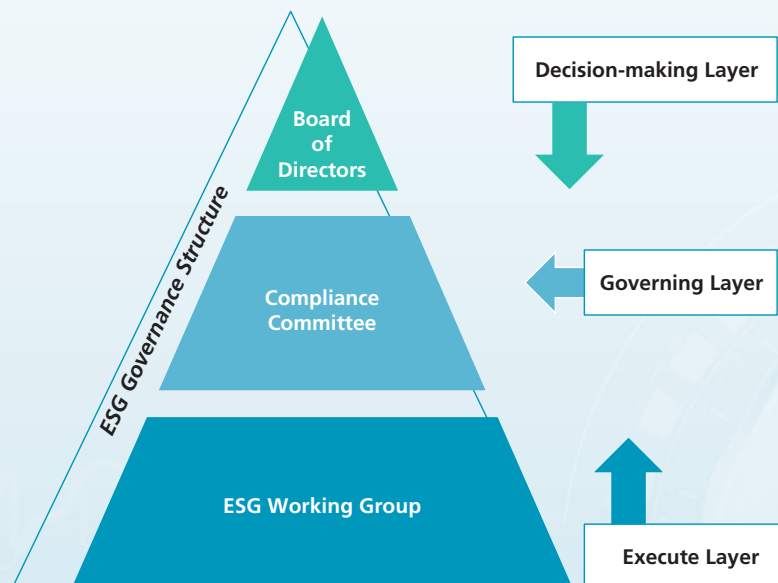 Decision-making Layer
Board
of
Directors
ESG Governance Structure
Governing Layer
Compliance
Committee
ESG Working Group
Execute Layer